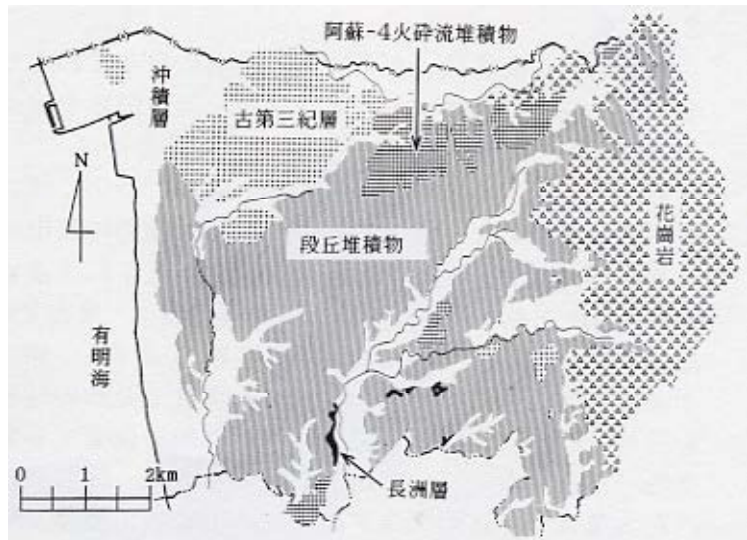 阿蘇-4火砕流堆積物
沖積層
古第三紀層
N
段丘堆積物
花崗岩
有明海
0 1 2km
長洲層